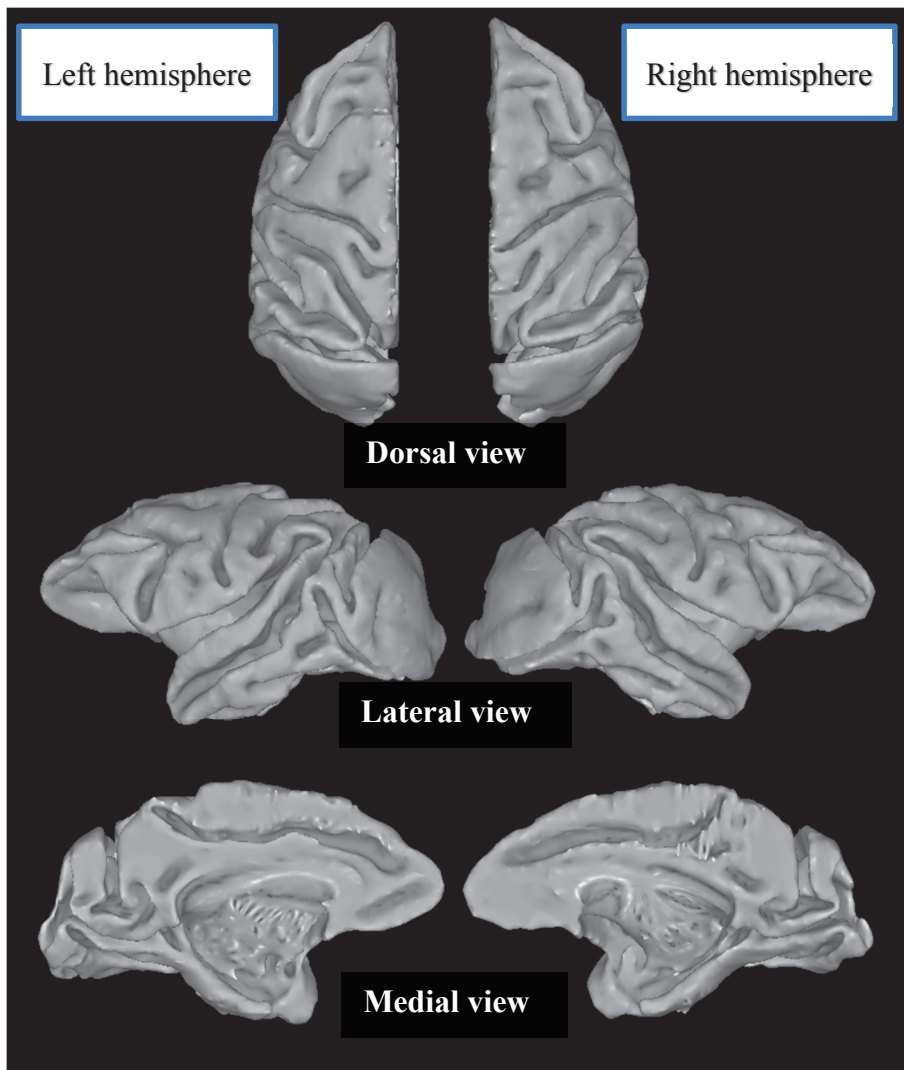 Left hemisphere
Right hemisphere
Dorsal view
Lateral view
Medial view